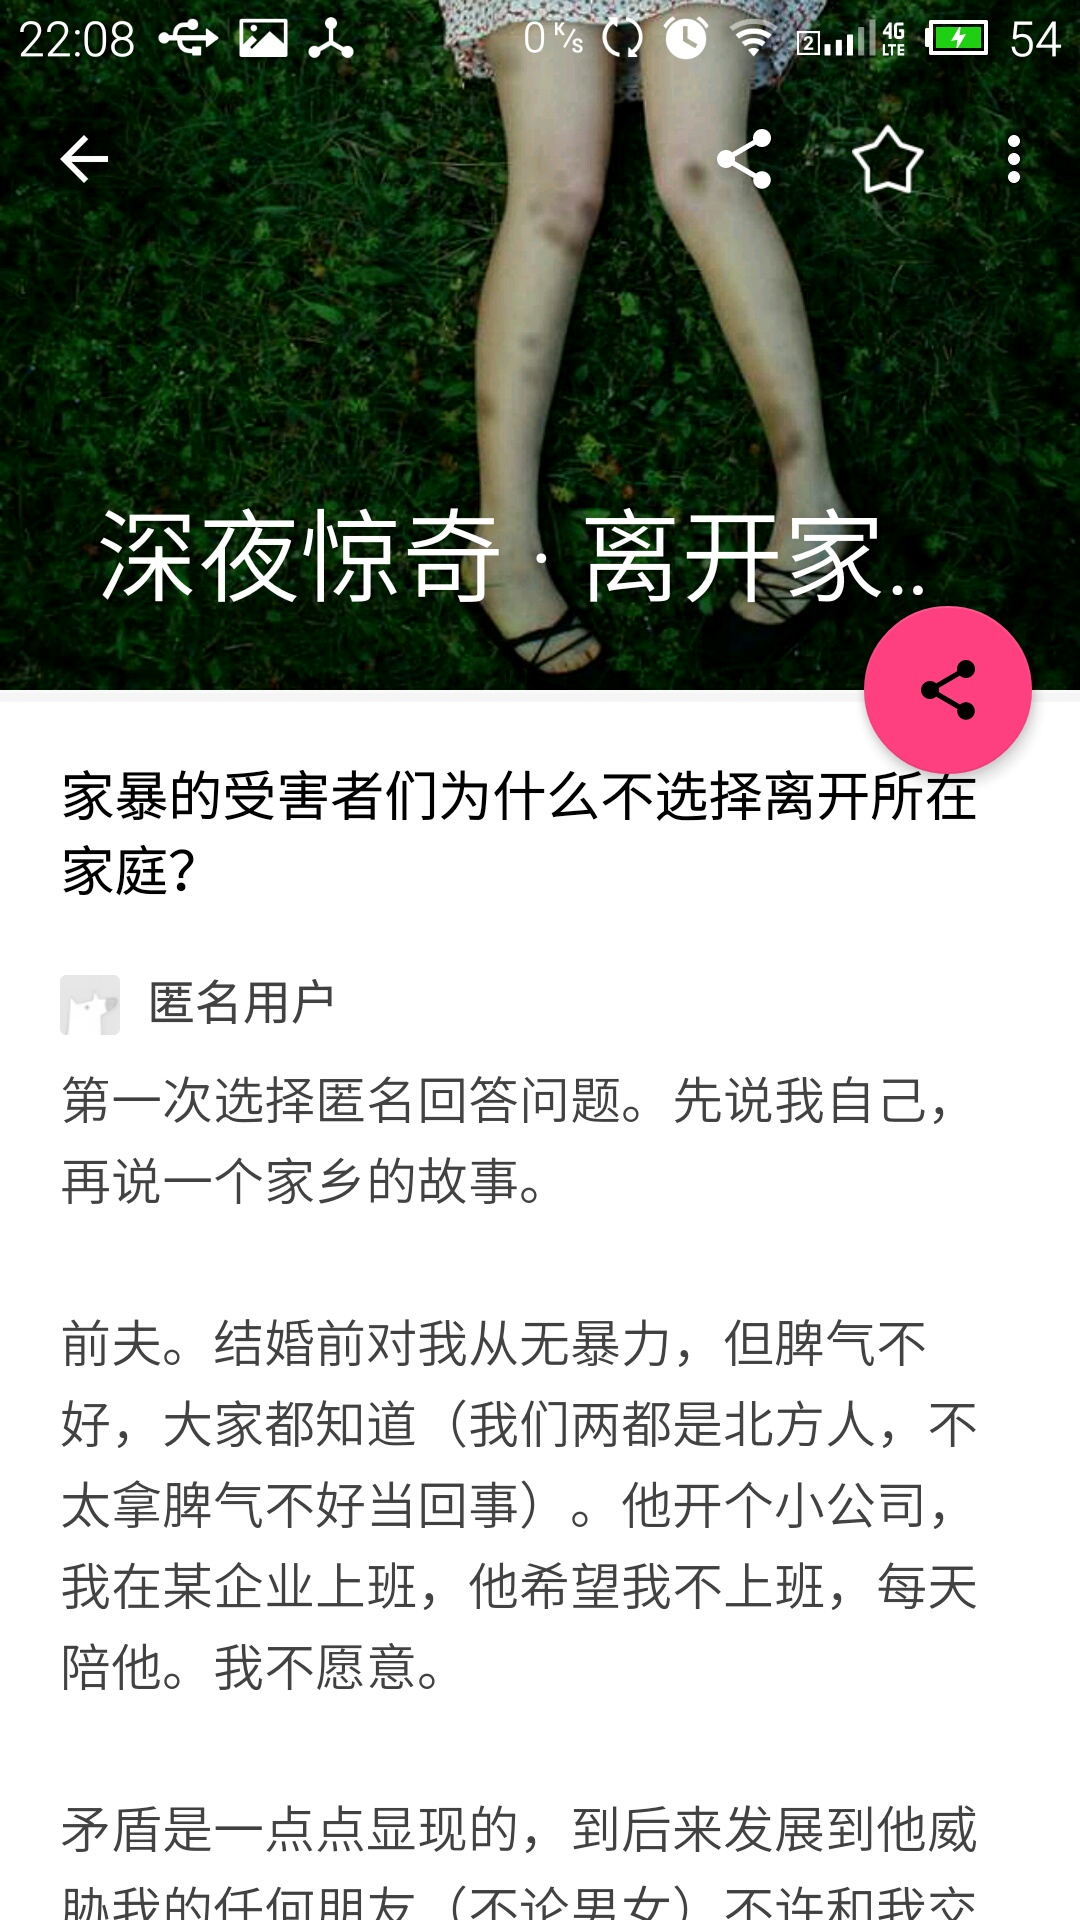 22:08
0 K/s
2
4G
LTE
54
深夜惊奇 · 离开家..
家暴的受害者们为什么不选择离开所在
家庭？
匿名用户
第一次选择匿名回答问题。先说我自己，
再说一个家乡的故事。
前夫。结婚前对我从无暴力，但脾气不
好，大家都知道（我们两都是北方人，不
太拿脾气不好当回事）。他开个小公司，
我在某企业上班，他希望我不上班，每天
陪他。我不愿意。
矛盾是一点点显现的，到后来发展到他威
胁我的任何朋友（不论男女）不许和我交